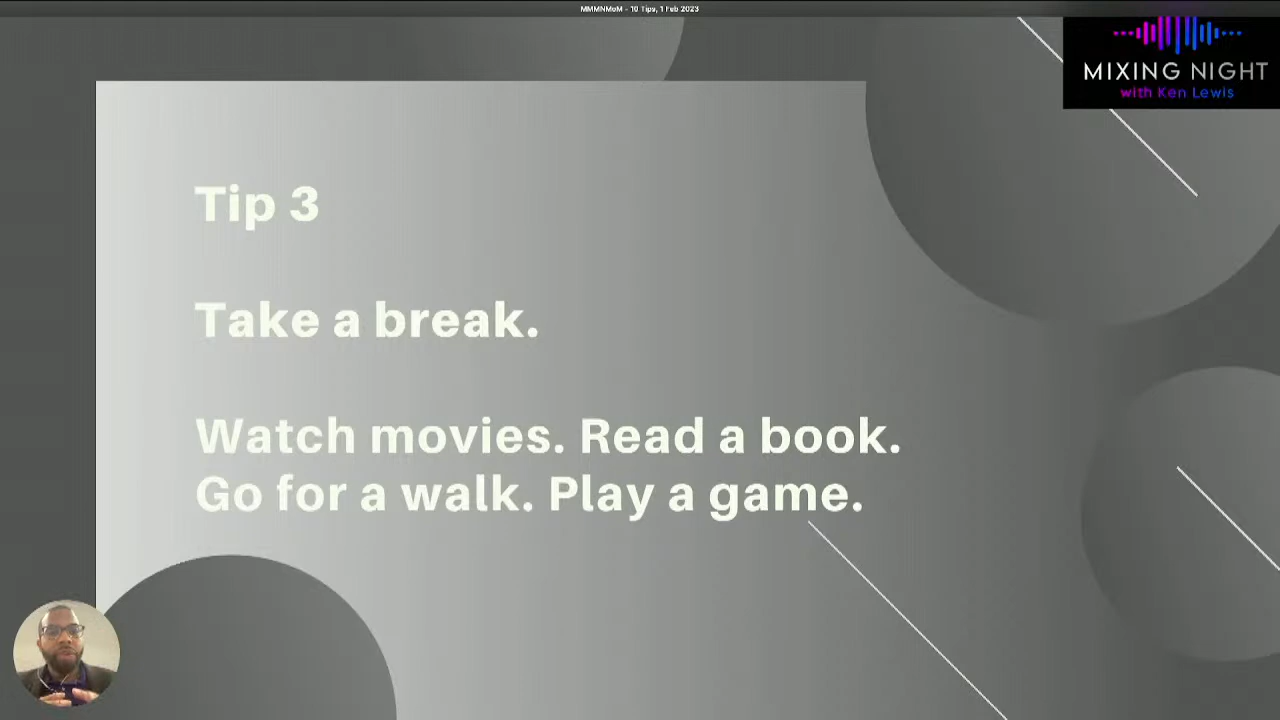 MMMNMoM - 10 Tips, 1 Feb 2023
MIXING NIGHT
with Ken Lewis
Tip 3
Take a break.
Watch movies. Read a book.
Go for a walk. Play a game.